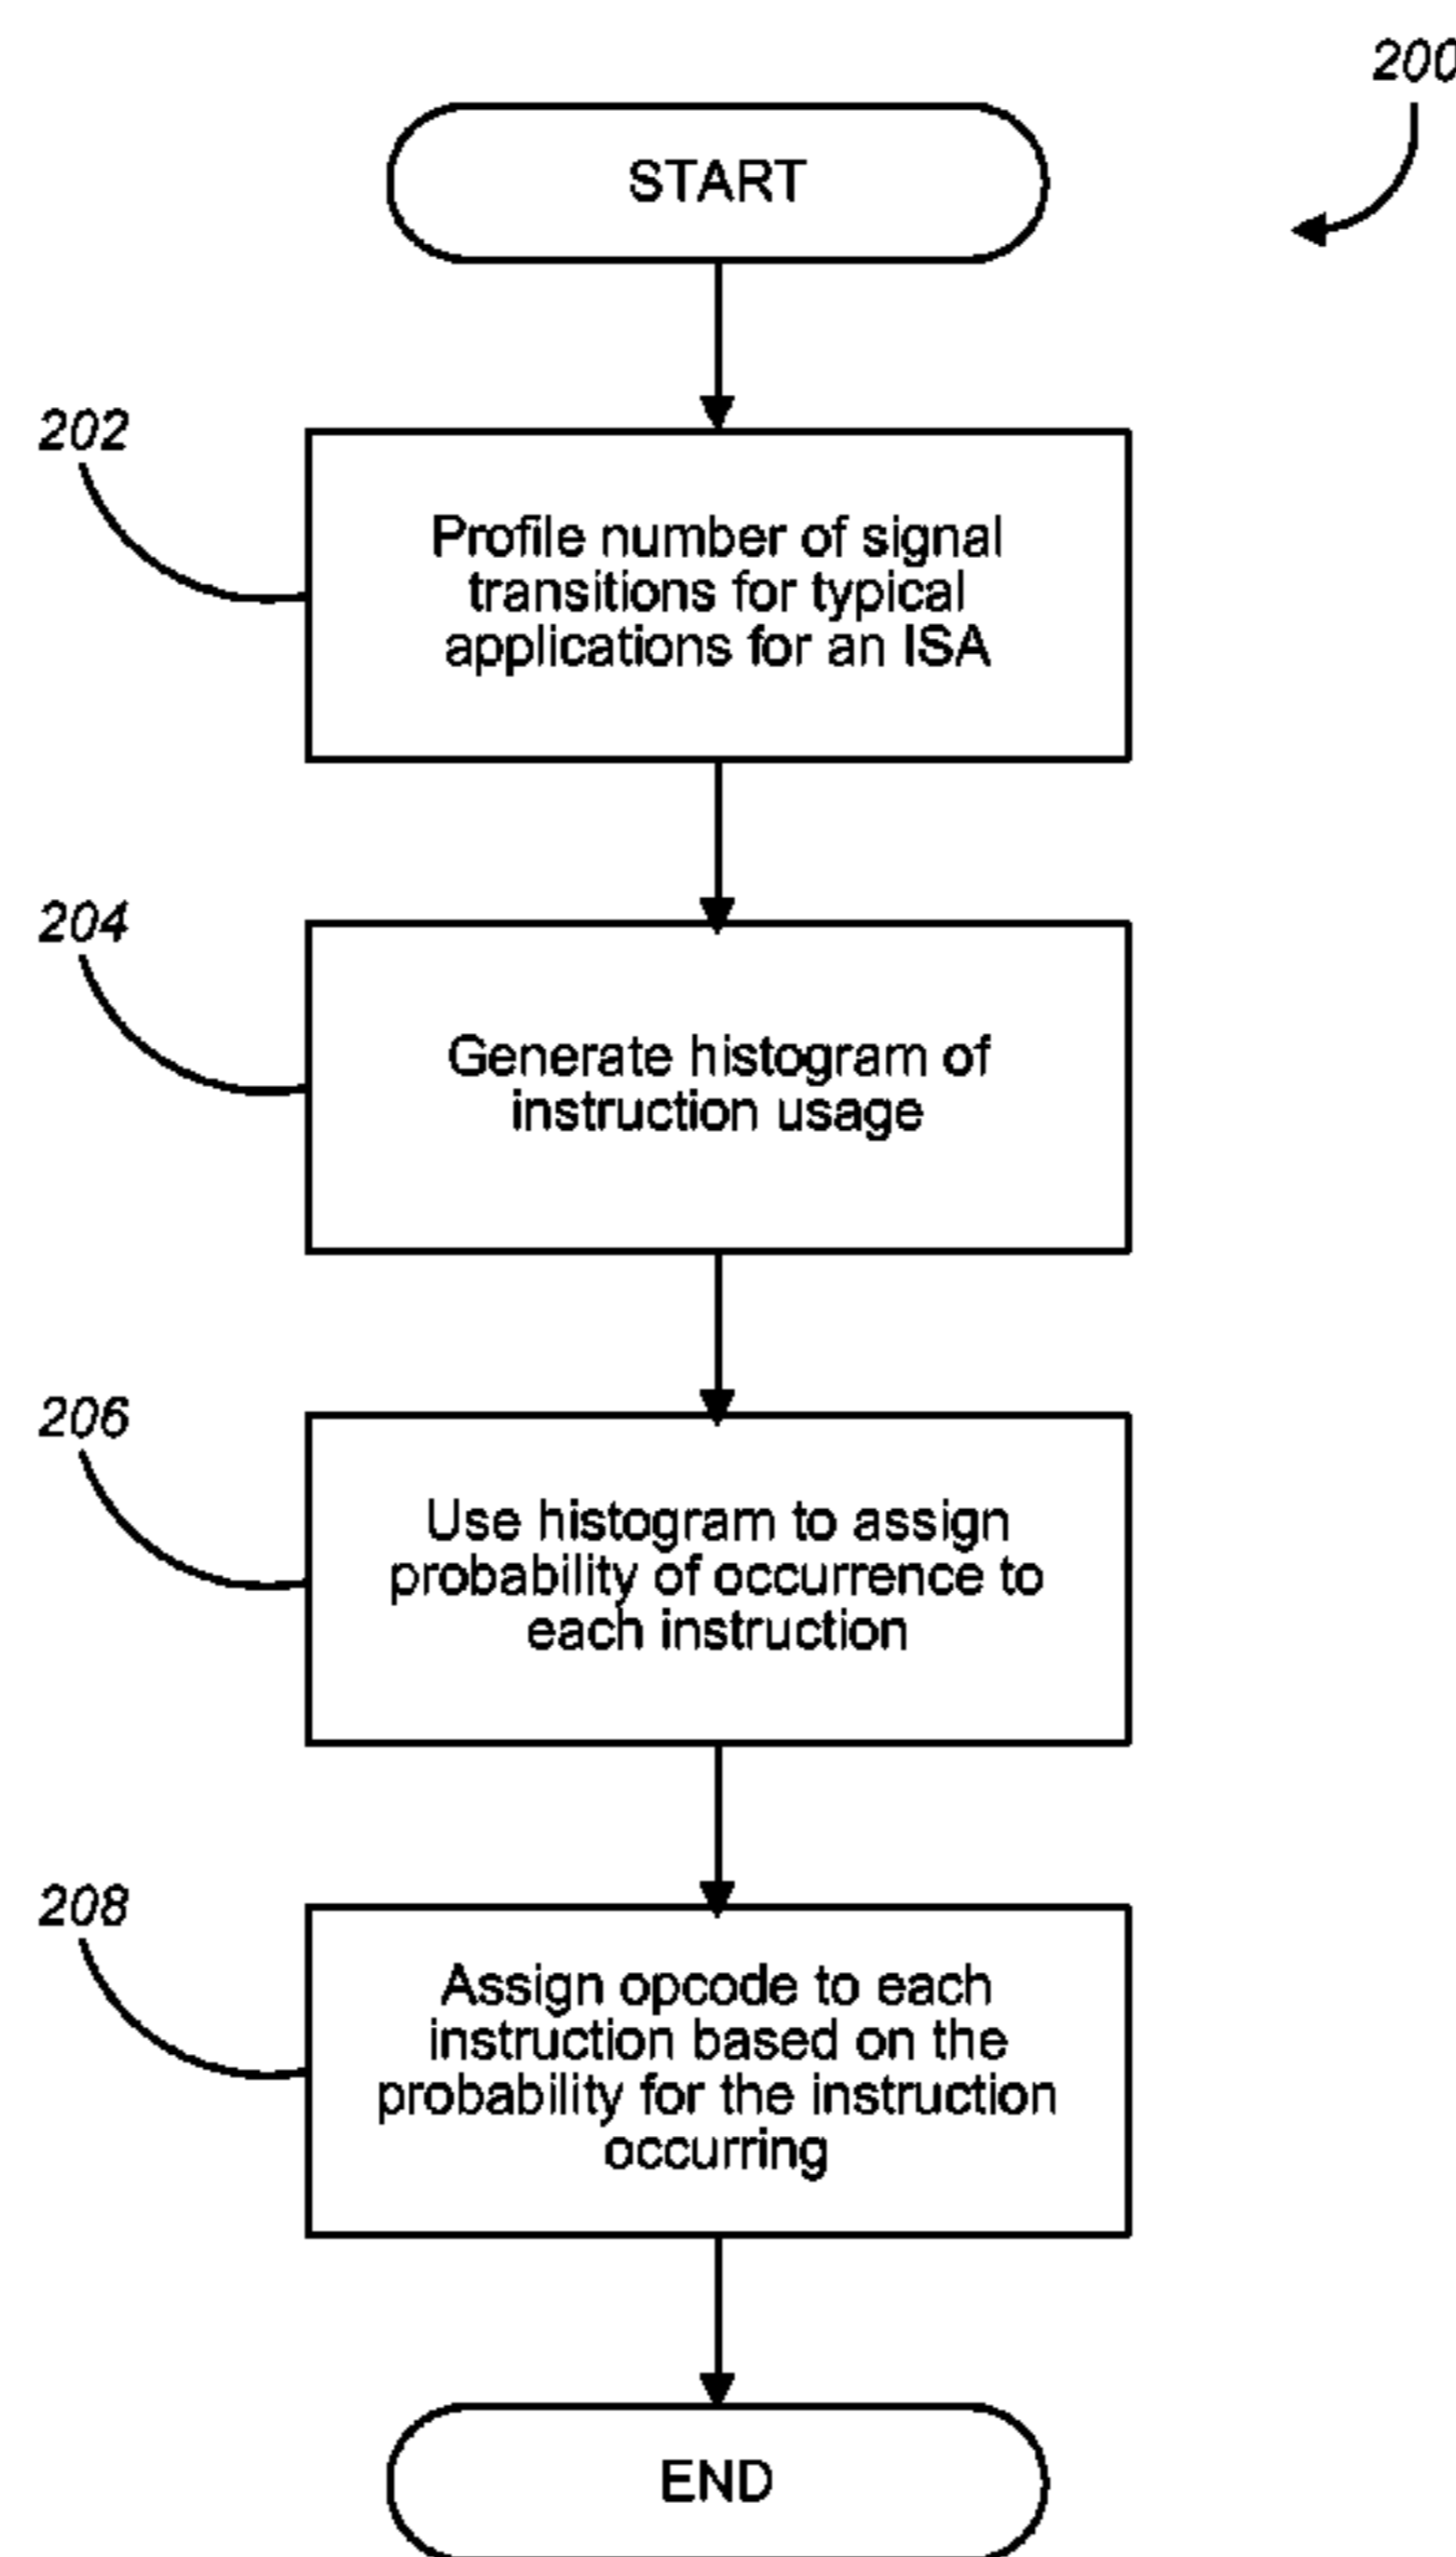 200
START
202
Profile number of signal
transitions for typical
applications for an ISA
204
Generate histogram of
instruction usage
206
Use histogram to assign
probability of occurrence to
each instruction
208
Assign opcode to each
instruction based on the
probability for the instruction
occurring
END